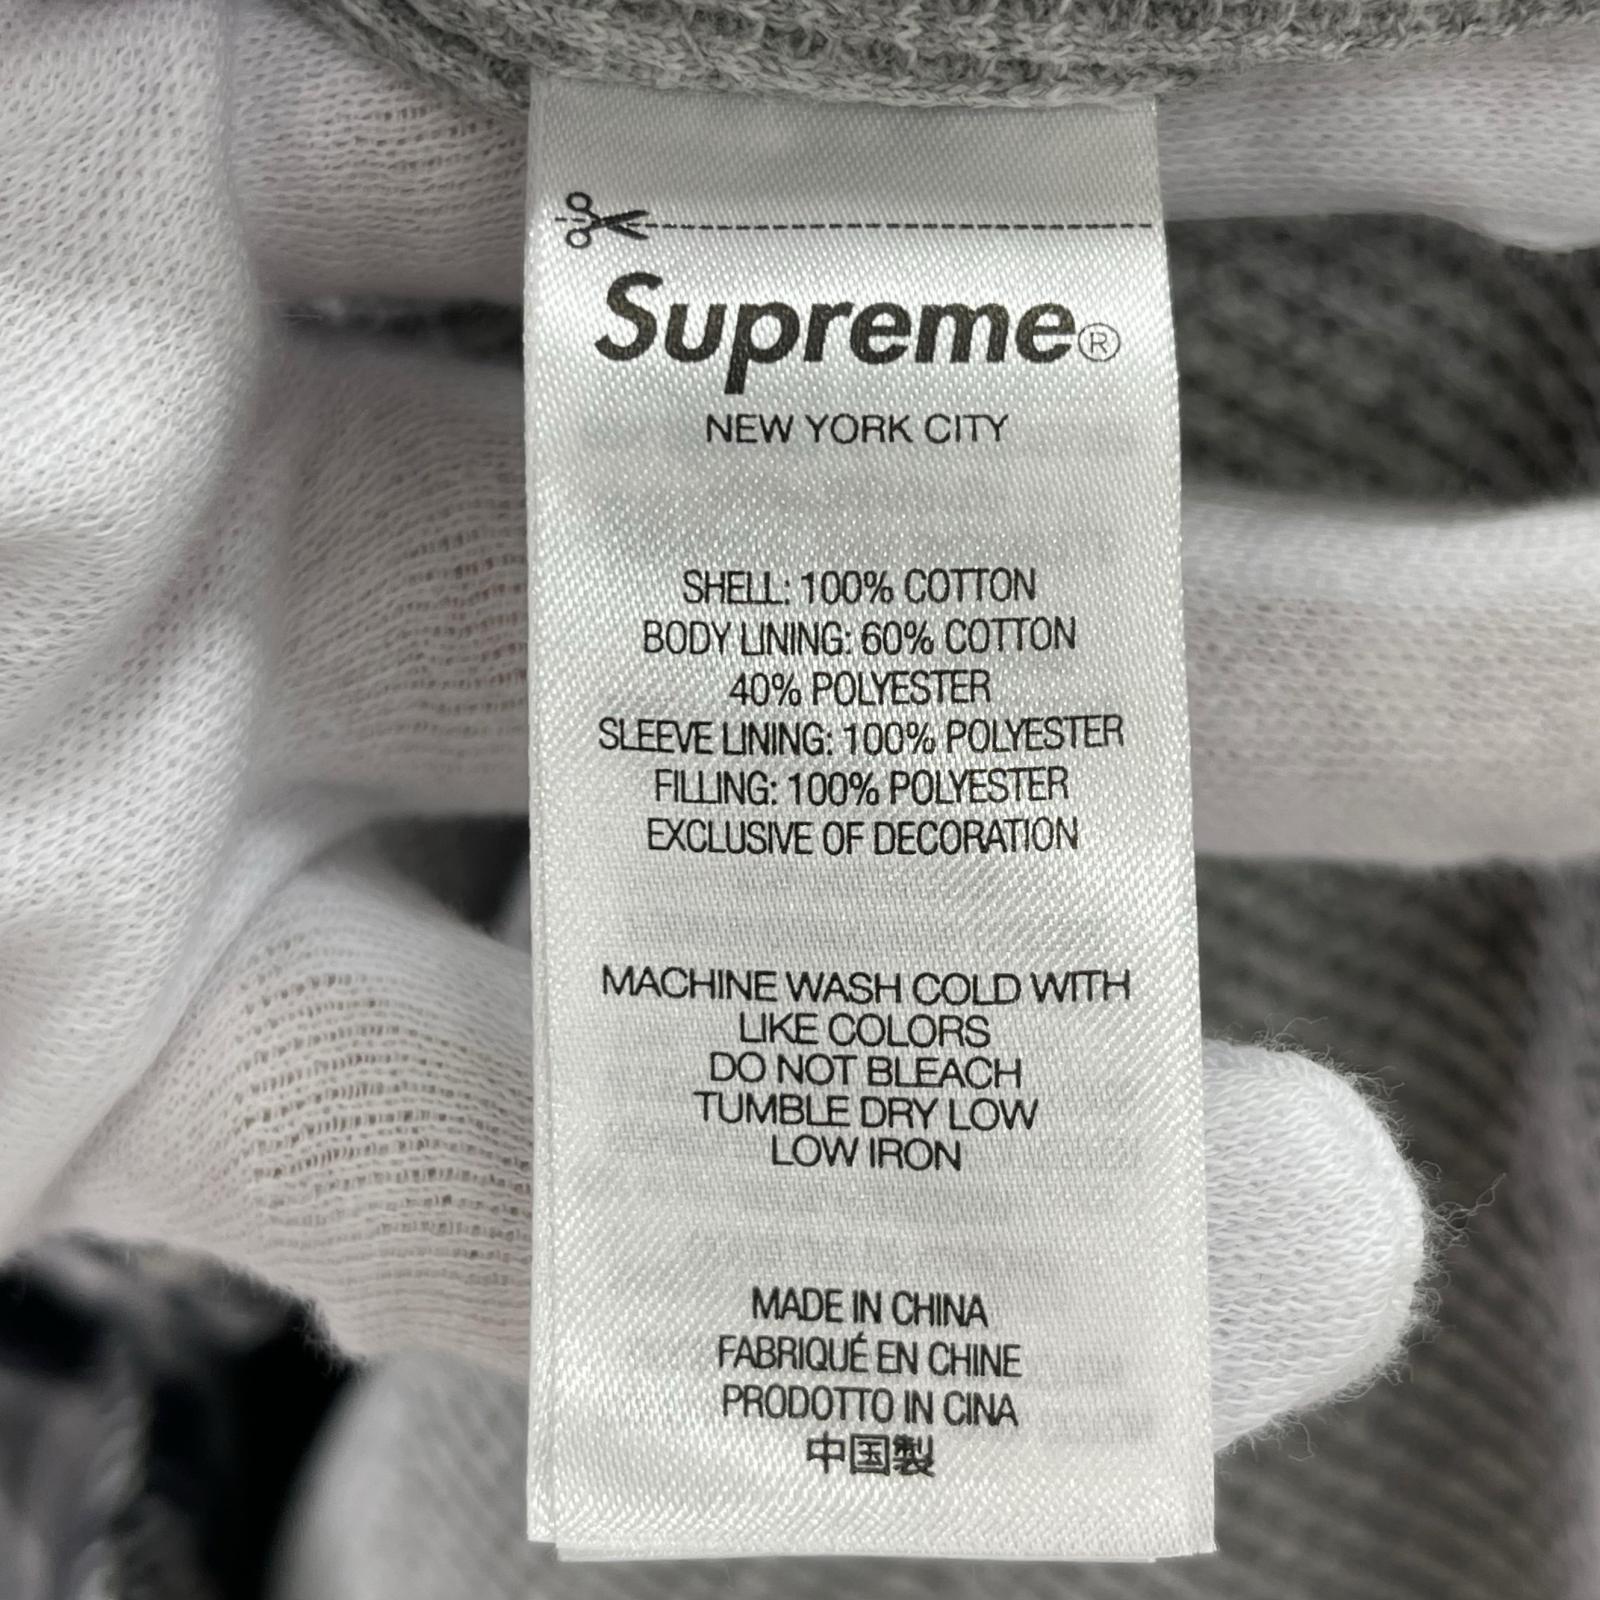 Supreme®
NEW YORK CITY
SHELL: 100% COTTON
BODY LINING: 60% COTTON
40% POLYESTER
SLEEVE LINING: 100% POLYESTER
FILLING: 100% POLYESTER
EXCLUSIVE OF DECORATION
MACHINE WASH COLD WITH
LIKE COLORS
DO NOT BLEACH
TUMBLE DRY LOW
LOW IRON
MADE IN CHINA
FABRIQUÉ EN CHINE
PRODOTTO IN CINA
中国製